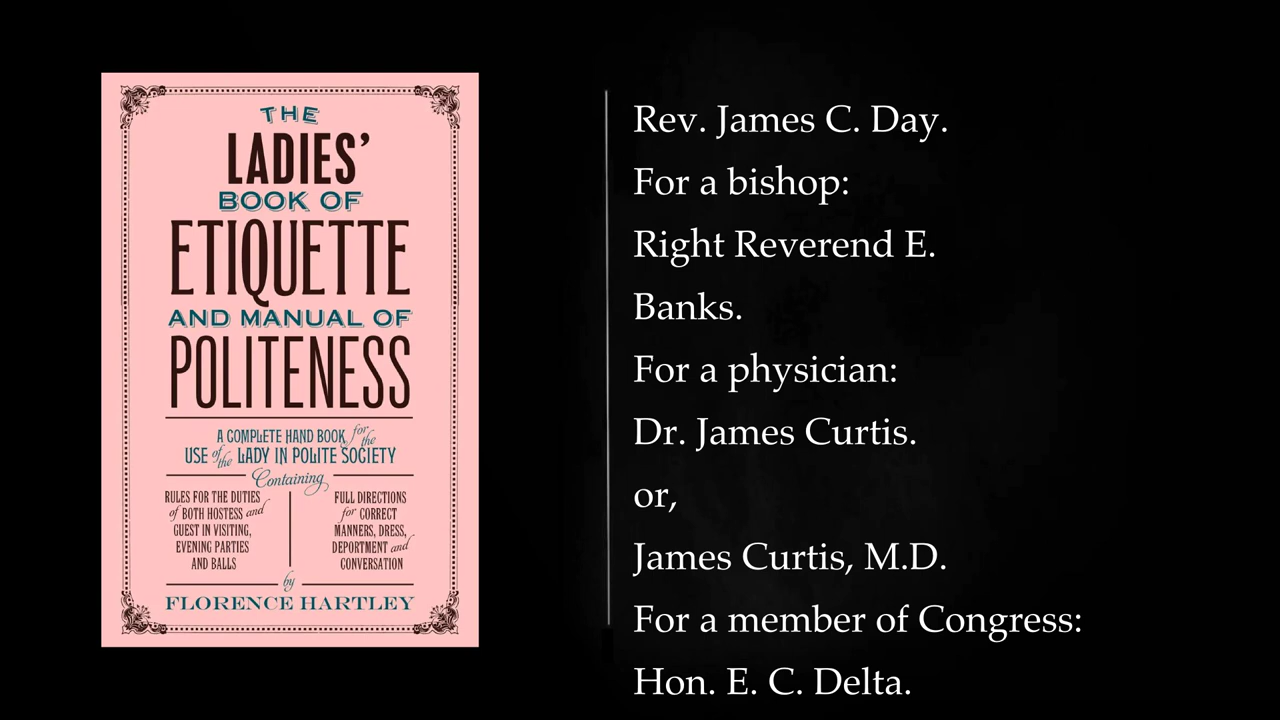 THE
LADIES'
BOOK OF
ETIQUETTE
AND MANUAL OF
POLITENESS
A COMPLETE HAND BOOK for the
USE of the LADY IN POLITE SOCIETY
Containing
RULES FOR THE DUTIES
of BOTH HOSTESS and
GUEST IN VISITING,
EVENING PARTIES
AND BALLS
FULL DIRECTIONS
for CORRECT
MANNERS, DRESS,
DEPORTMENT and
CONVERSATION
by
FLORENCE HARTLEY
Rev. James C. Day.
For a bishop:
Right Reverend E.
Banks.
For a physician:
Dr. James Curtis.
or,
James Curtis, M.D.
For a member of Congress:
Hon. E. C. Delta.